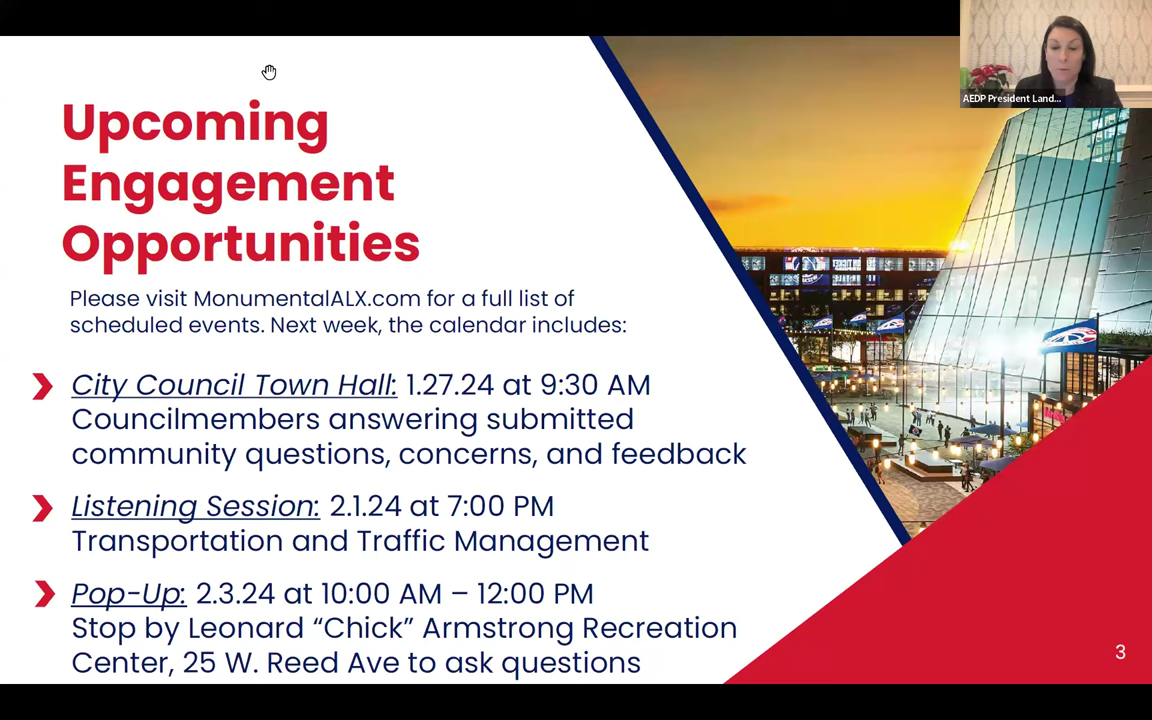 AEDP President Land...
Upcoming
Engagement
Opportunities
Please visit MonumentalALX.com for a full list of
scheduled events. Next week, the calendar includes:
City Council Town Hall: 1.27.24 at 9:30 AM
Councilmembers answering submitted
community questions, concerns, and feedback
Listening Session: 2.1.24 at 7:00 PM
Transportation and Traffic Management
Pop-Up: 2.3.24 at 10:00 AM – 12:00 PM
Stop by Leonard “Chick” Armstrong Recreation
Center, 25 W. Reed Ave to ask questions
3